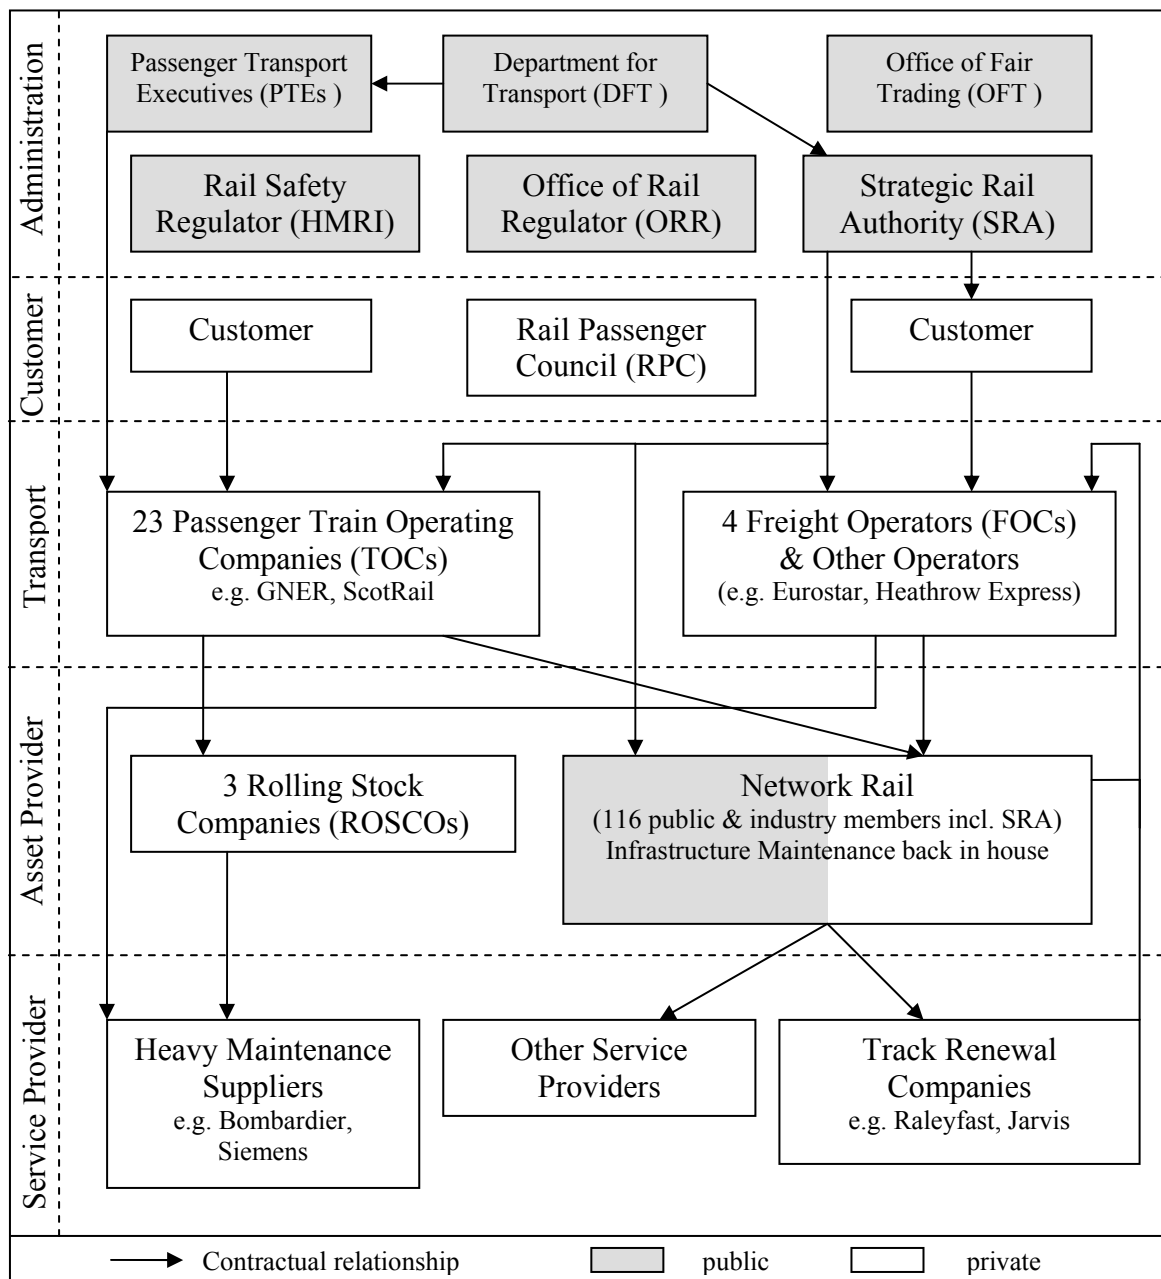 Administration
Passenger Transport
Executives (PTEs )
Department for
Transport (DFT )
Office of Fair
Trading (OFT )
Rail Safety
Regulator (HMRI)
Office of Rail
Regulator (ORR)
Strategic Rail
Authority (SRA)
Customer
Customer
Rail Passenger
Council (RPC)
Customer
Transport
23 Passenger Train Operating
Companies (TOCs)
e.g. GNER, ScotRail
4 Freight Operators (FOCs)
& Other Operators
(e.g. Eurostar, Heathrow Express)
Asset Provider
3 Rolling Stock
Companies (ROSCOs)
Network Rail
(116 public & industry members incl. SRA)
Infrastructure Maintenance back in house
Service Provider
Heavy Maintenance
Suppliers
e.g. Bombardier,
Siemens
Other Service
Providers
Track Renewal
Companies
e.g. Raleyfast, Jarvis
Contractual relationship
public
private